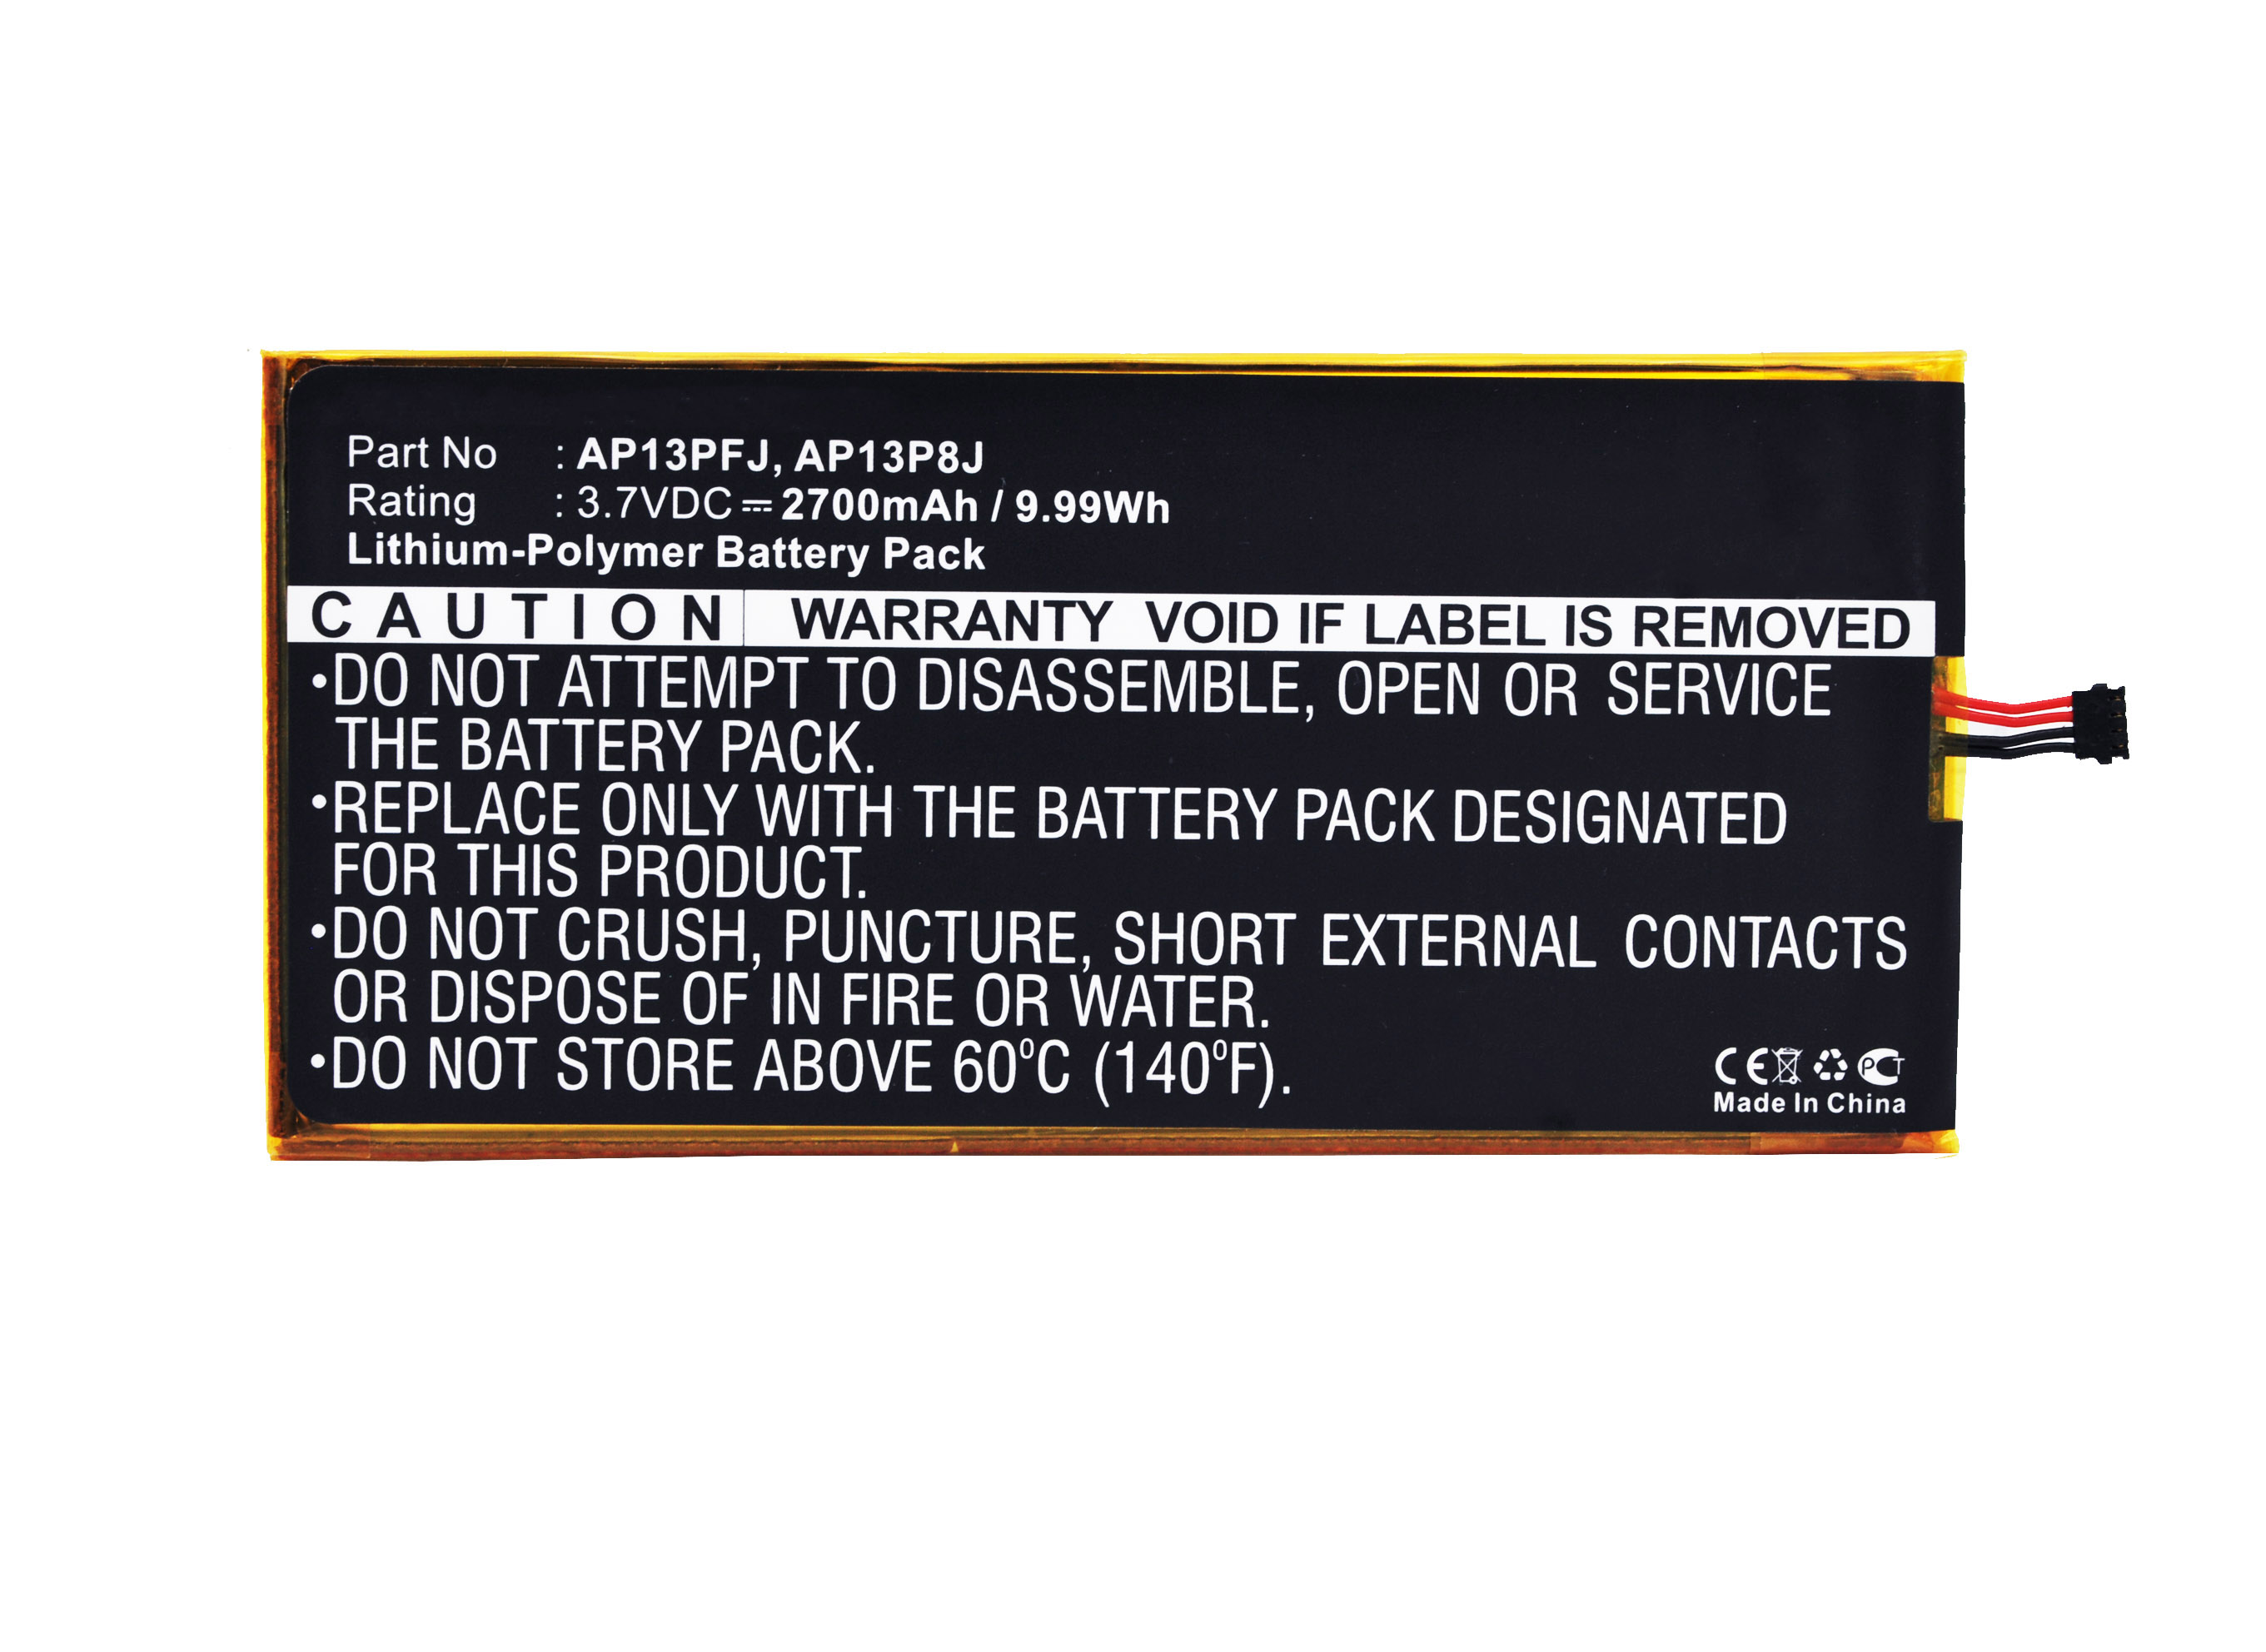 Part No : AP13PFJ, AP13P8J
Rating : 3.7VDC ⎓ 2700mAh / 9.99Wh
Lithium-Polymer Battery Pack
CAUTION WARRANTY VOID IF LABEL IS REMOVED
•DO NOT ATTEMPT TO DISASSEMBLE, OPEN OR SERVICE
THE BATTERY PACK.
•REPLACE ONLY WITH THE BATTERY PACK DESIGNATED
FOR THIS PRODUCT.
•DO NOT CRUSH, PUNCTURE, SHORT EXTERNAL CONTACTS
OR DISPOSE OF IN FIRE OR WATER.
•DO NOT STORE ABOVE 60°C (140°F).
CE PCT
Made In China